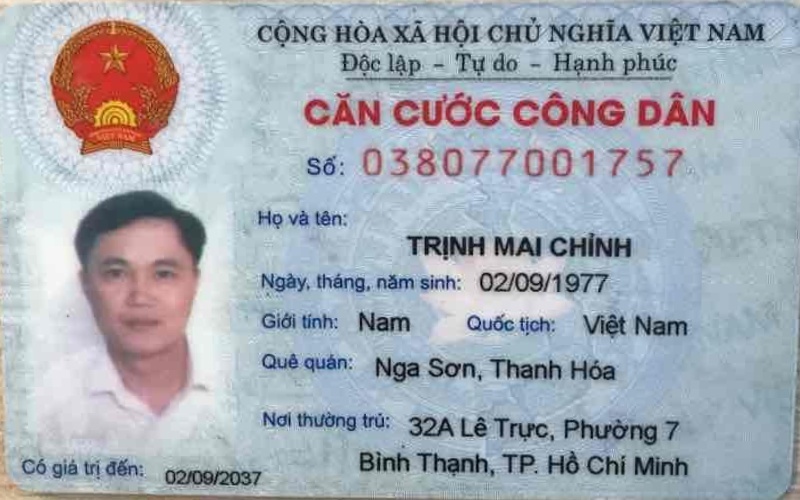 CỘNG HÒA XÃ HỘI CHỦ NGHĨA VIỆT NAM
Độc lập - Tự do - Hạnh phúc
CĂN CƯỚC CÔNG DÂN
Số: 038077001757
Họ và tên:
TRỊNH MAI CHỈNH
Ngày, tháng, năm sinh: 02/09/1977
Giới tính: Nam Quốc tịch: Việt Nam
Quê quán: Nga Sơn, Thanh Hóa
Nơi thường trú: 32A Lê Trực, Phường 7
Bình Thạnh, TP. Hồ Chí Minh
Có giá trị đến: 02/09/2037
VIỆT NAM